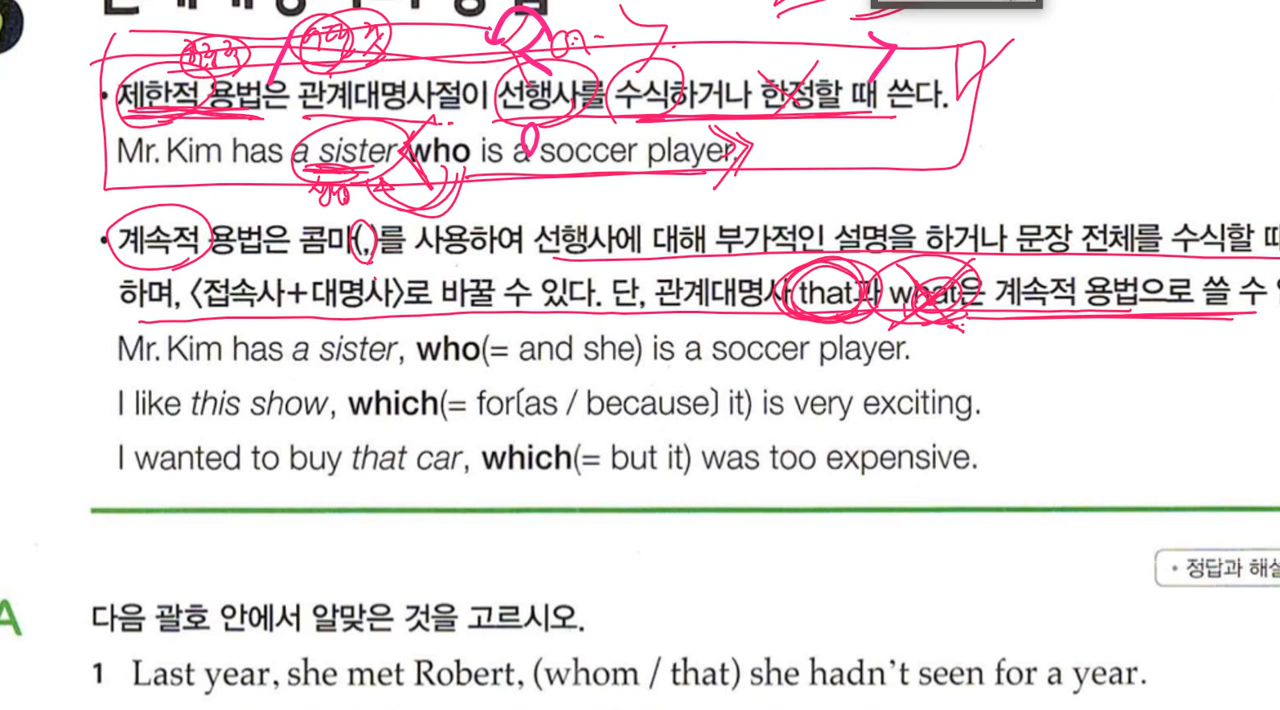 • 제한적 용법은 관계대명사절이 선행사를 수식하거나 한정할 때 쓴다.
Mr. Kim has a sister who is a soccer player.
• 계속적 용법은 콤마(,)를 사용하여 선행사에 대해 부가적인 설명을 하거나 문장 전체를 수식할
하며, 〈접속사+대명사〉로 바꿀 수 있다. 단, 관계대명사 that과 what은 계속적 용법으로 쓸 수
Mr. Kim has a sister, who(= and she) is a soccer player.
I like this show, which(= for[as / because] it) is very exciting.
I wanted to buy that car, which(= but it) was too expensive.
• 정답과
A 다음 괄호 안에서 알맞은 것을 고르시오.
1 Last year, she met Robert, (whom / that) she hadn't seen for a year.